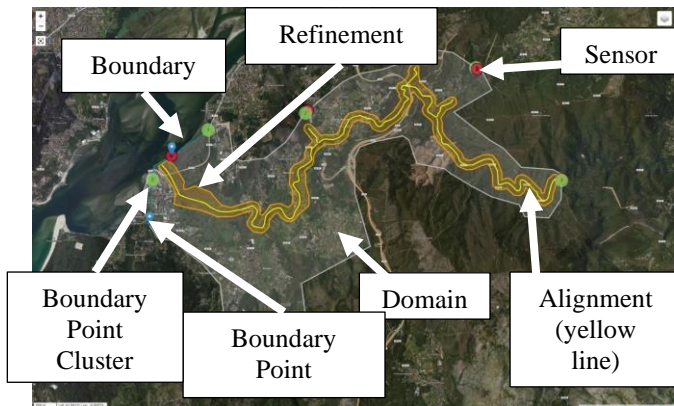 Refinement
Boundary
Sensor
Boundary
Point
Cluster
Boundary
Point
Domain
Alignment
(yellow
line)